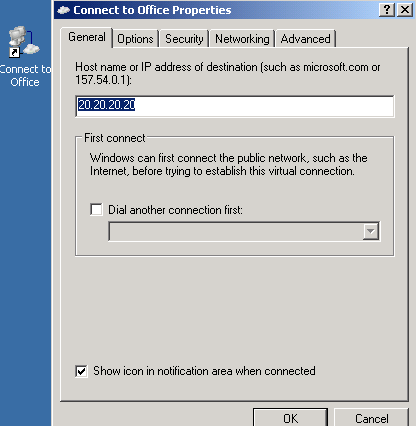 Connect to Office Properties
General
Options
Security
Networking
Advanced
Connect to
Office
Host name or IP address of destination (such as microsoft.com or
157.54.0.1):
20.20.20.20
First connect
Windows can first connect the public network, such as the
Internet, before trying to establish this virtual connection.
Dial another connection first:
Show icon in notification area when connected
OK
Cancel